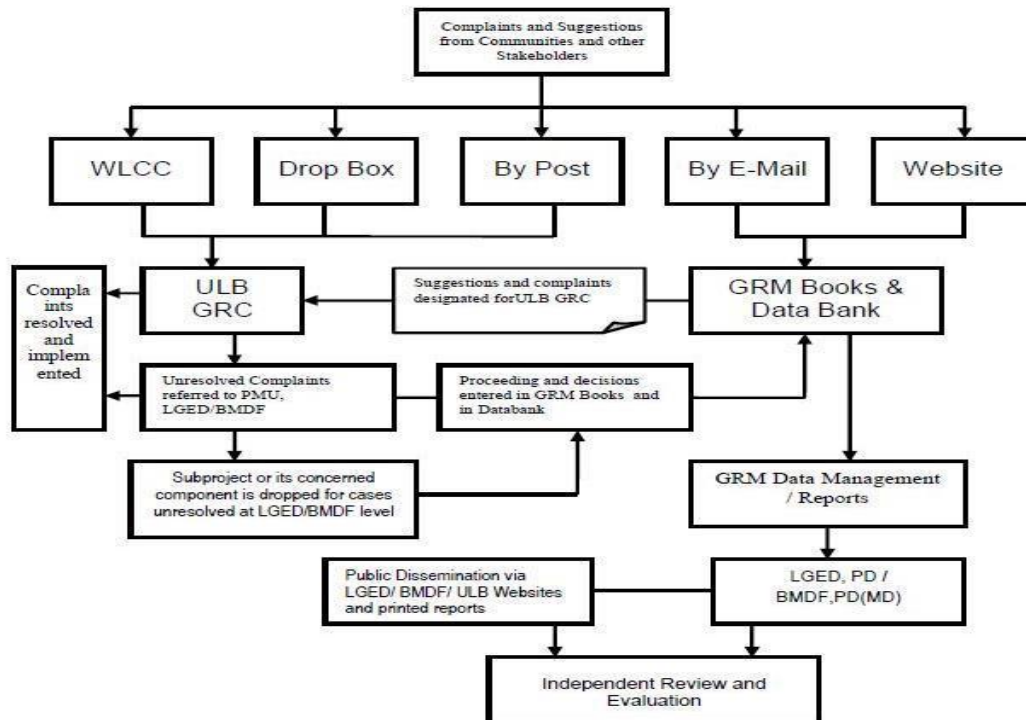 Complaints and Suggestions
from Communities and other
Stakeholders
WLCC
Drop Box
By Post
By E-Mail
Website
Compla
ints
resolved
and
implem
ented
ULB
GRC
Suggestions and complaints
designated forULB GRC
GRM Books &
Data Bank
Unresolved Complaints
referred to PMU,
LGED/BMDF
Proceeding and decisions
entered in GRM Books and
in Databank
Subproject or its concerned
component is dropped for cases
unresolved at LGED/BMDF level
GRM Data Management
/ Reports
Public Dissemination via
LGED/ BMDF/ ULB Websites
and printed reports
LGED, PD /
BMDF,PD(MD)
Independent Review and
Evaluation